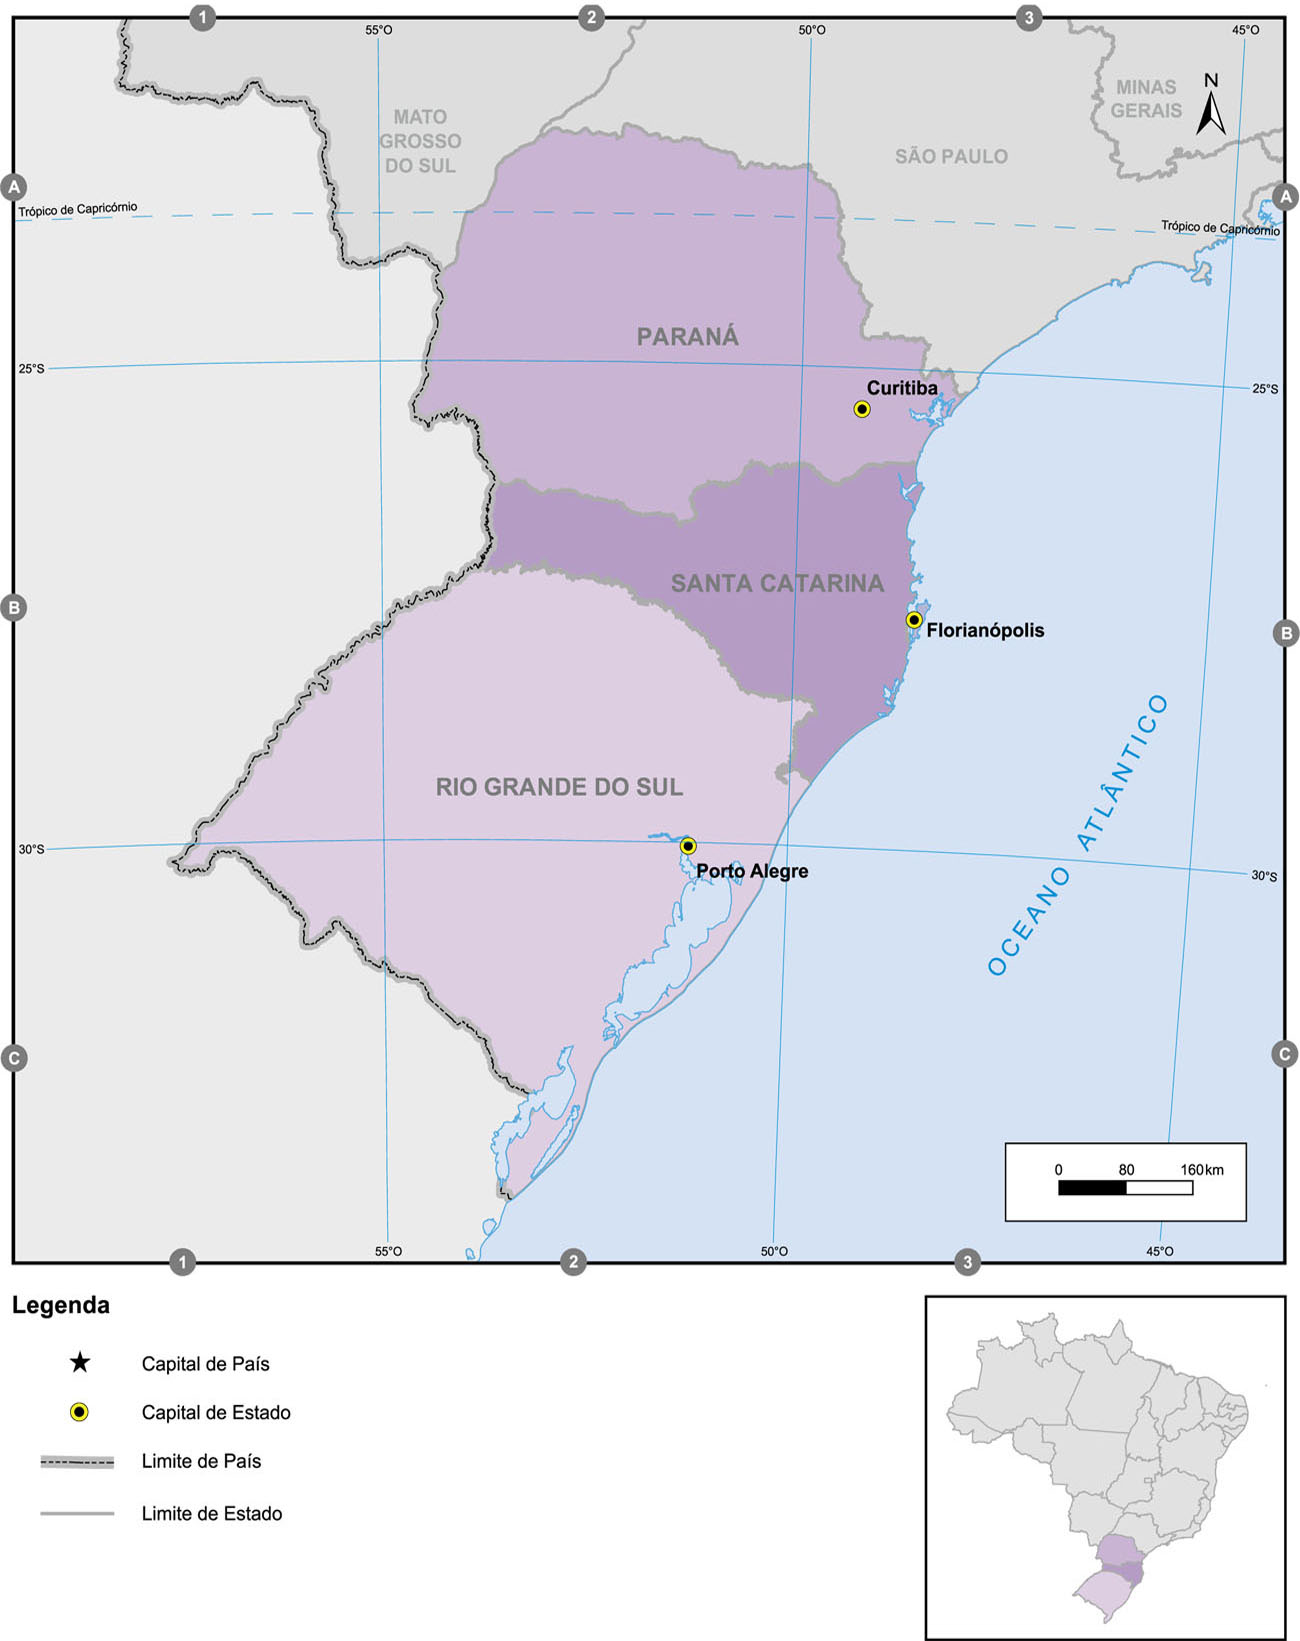 1
2
3
55°O
50°O
45°O
N
MINAS
GERAIS
MATO
GROSSO
DO SUL
SÃO PAULO
A
A
Trópico de Capricórnio
Trópico de Capricórnio
PARANÁ
25°S
25°S
Curitiba
SANTA CATARINA
B
B
Florianópolis
OCEANO ATLÂNTICO
RIO GRANDE DO SUL
30°S
30°S
Porto Alegre
C
C
0 80 160 km
55°O
50°O
45°O
1
2
3
Legenda
Capital de País
Capital de Estado
Limite de País
Limite de Estado